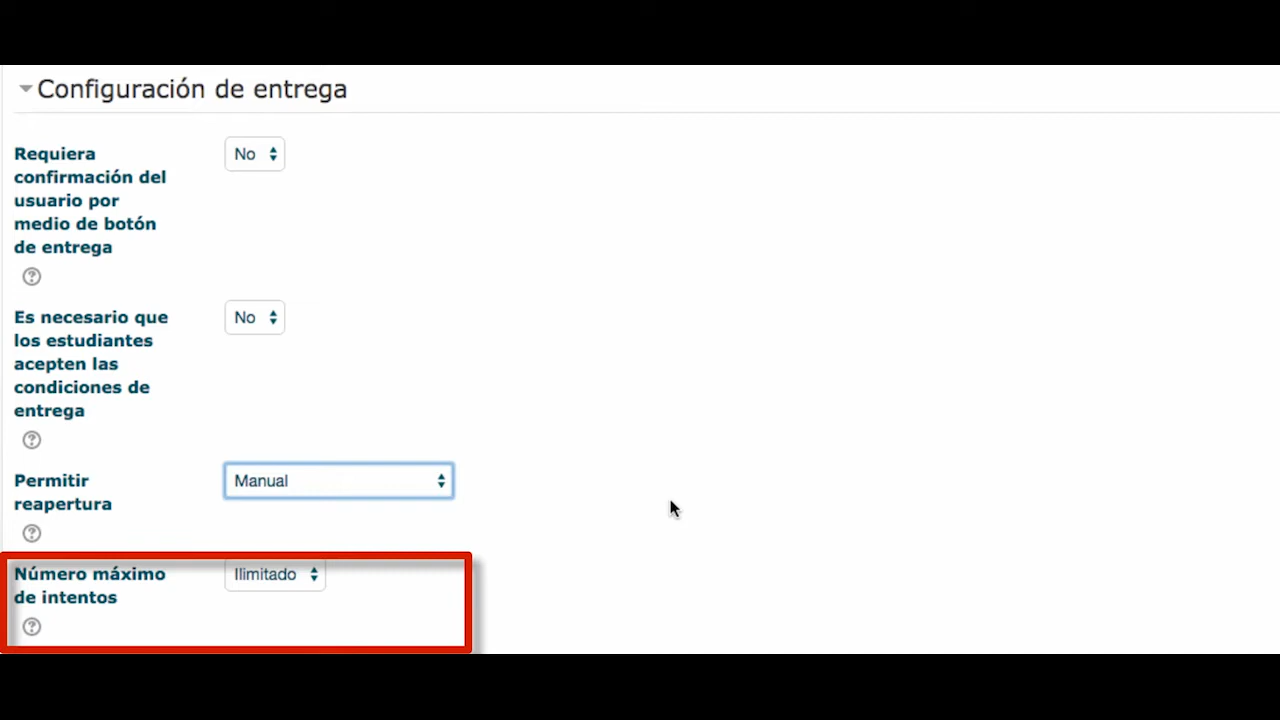 Configuración de entrega
Requiera
confirmación del
usuario por
medio de botón
de entrega
No
Es necesario que
los estudiantes
acepten las
condiciones de
entrega
No
Permitir
reapertura
Manual
Número máximo
de intentos
Ilimitado